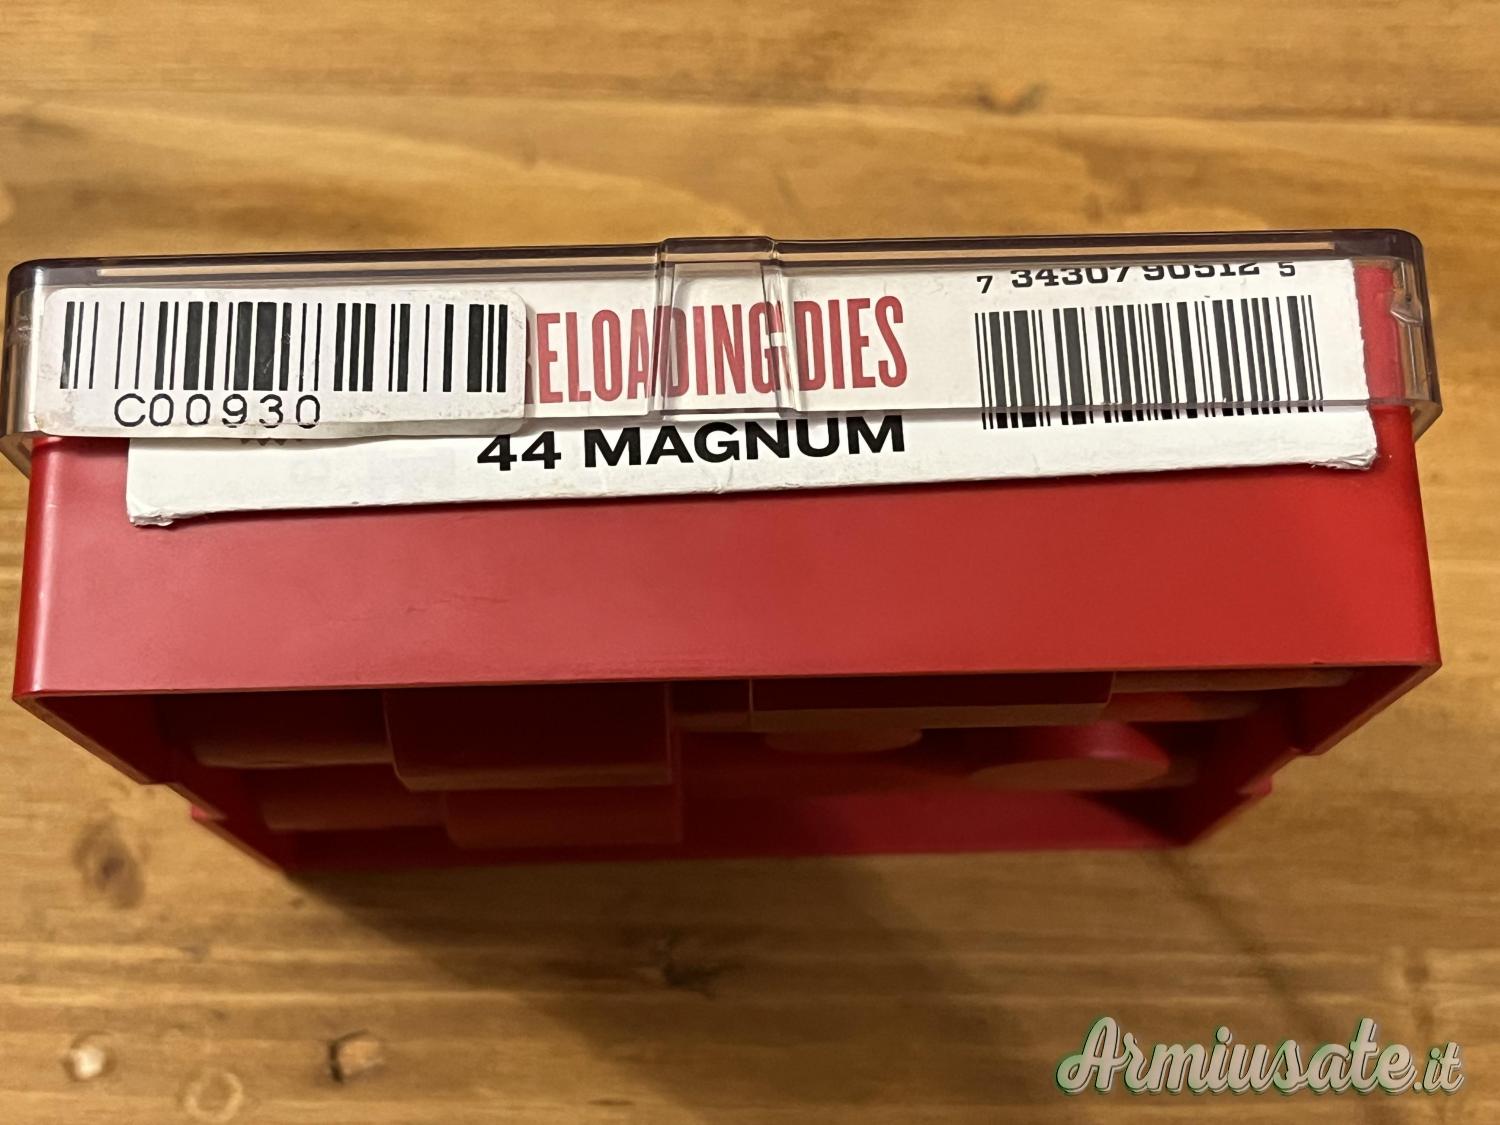 ELOADING DIES
7 34307 90512 5
C00930
44 MAGNUM
Armiusate.it